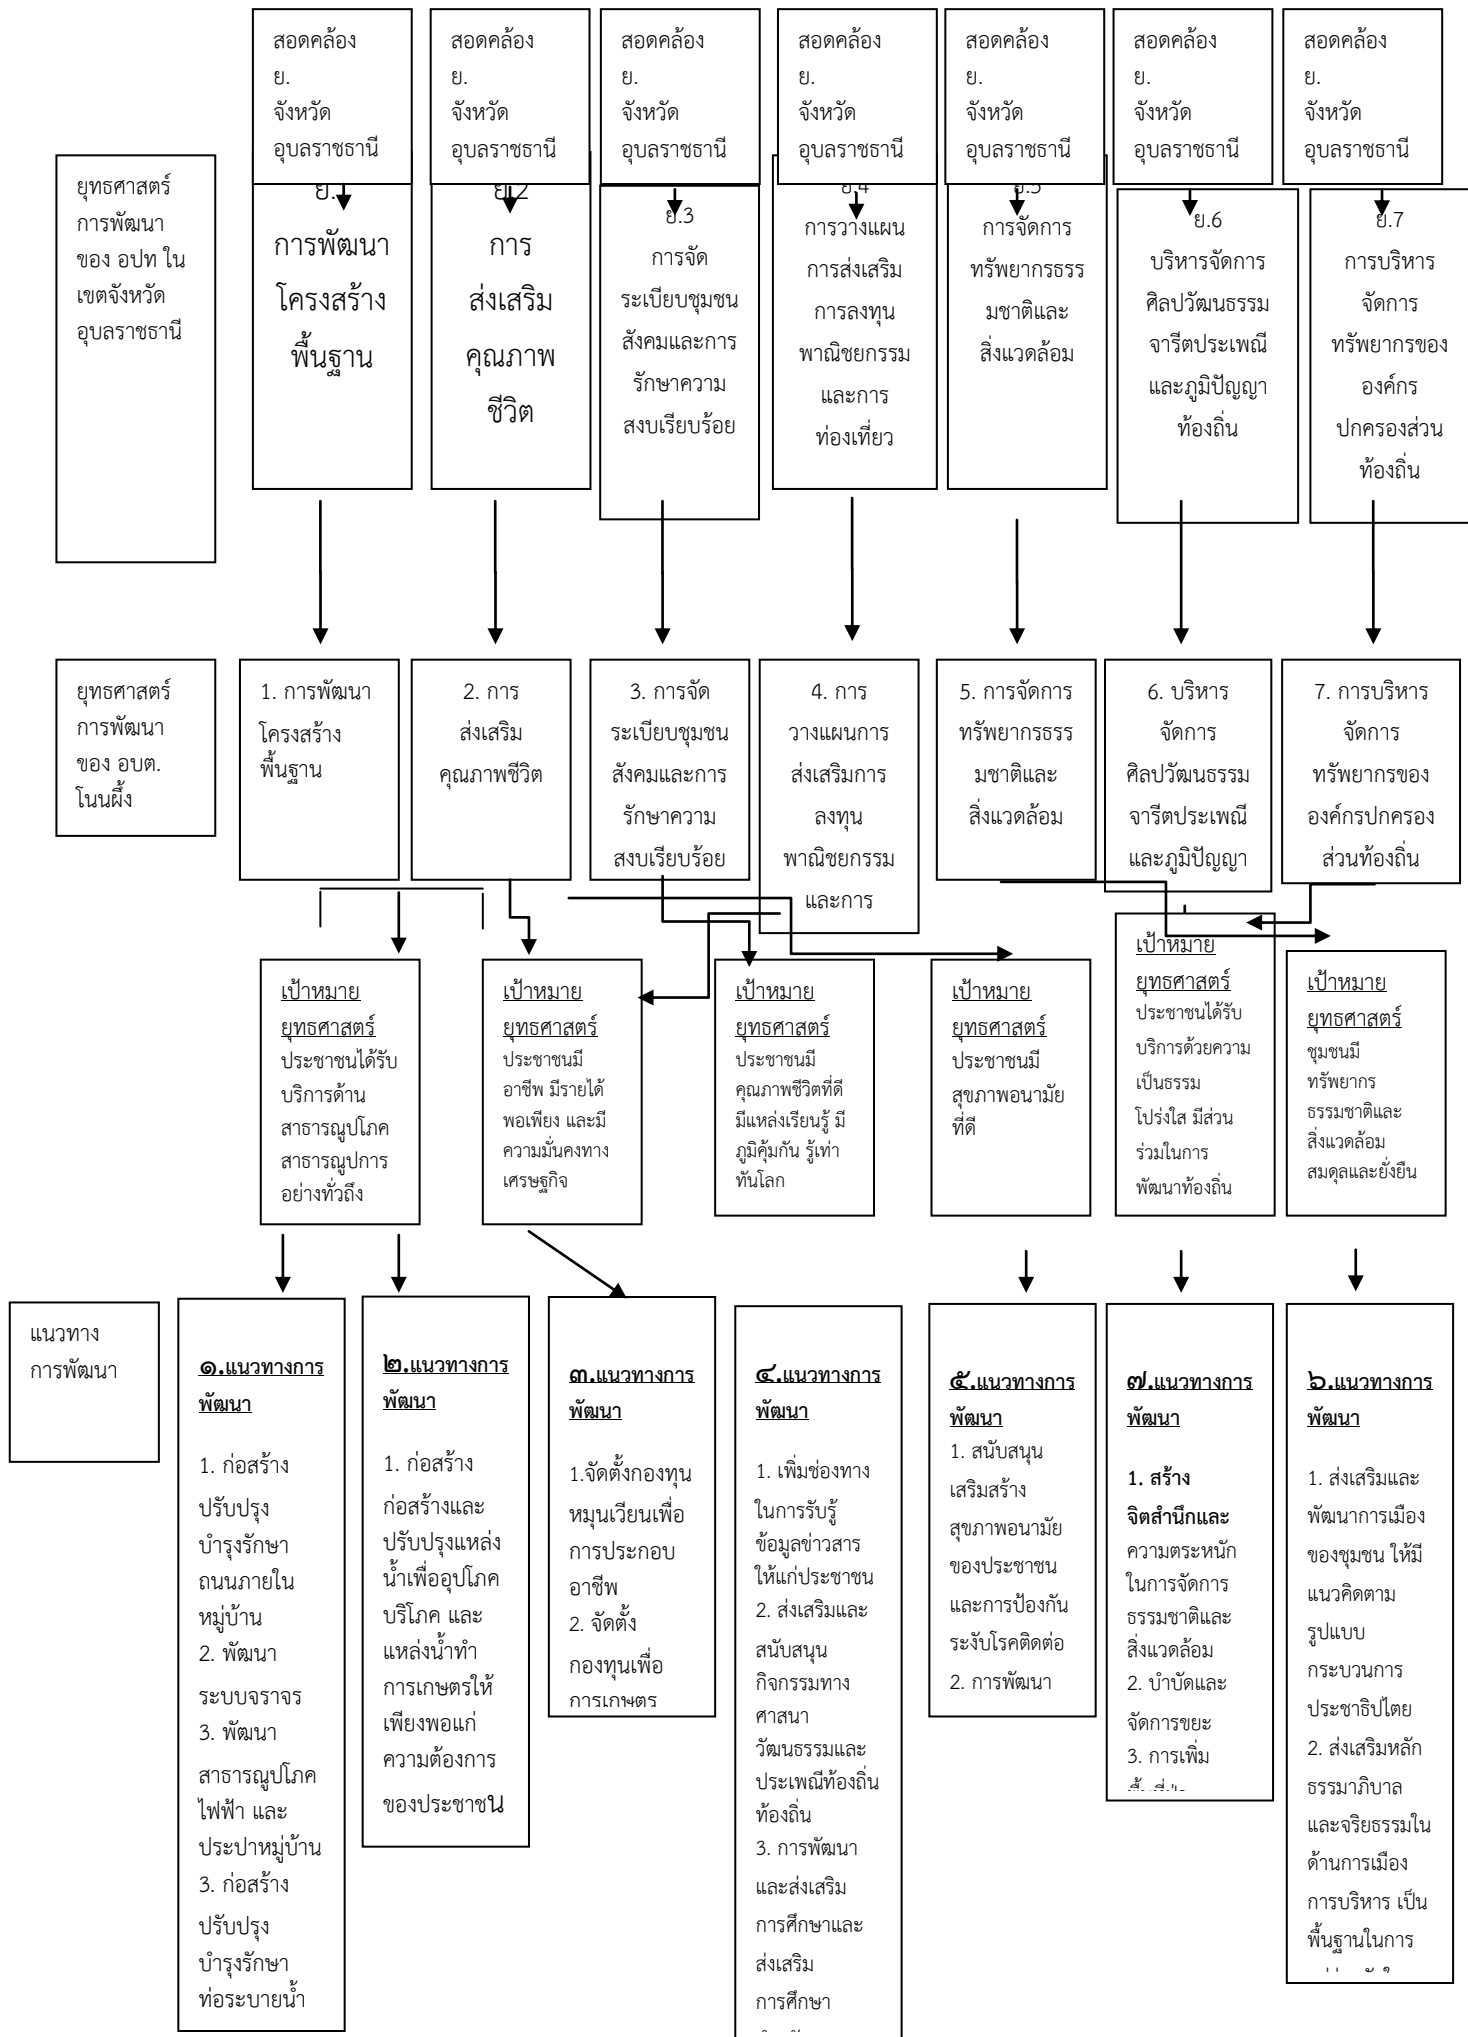 สอดคล้อง
ย.
จังหวัด
อุบลราชธานี
สอดคล้อง
ย.
จังหวัด
อุบลราชธานี
สอดคล้อง
ย.
จังหวัด
อุบลราชธานี
สอดคล้อง
ย.
จังหวัด
อุบลราชธานี
สอดคล้อง
ย.
จังหวัด
อุบลราชธานี
สอดคล้อง
ย.
จังหวัด
อุบลราชธานี
สอดคล้อง
ย.
จังหวัด
อุบลราชธานี
ยุทธศาสตร์
การพัฒนา
ของ อปท ใน
เขตจังหวัด
อุบลราชธานี
ย.
การพัฒนา
โครงสร้าง
พื้นฐาน
ย.2
การ
ส่งเสริม
คุณภาพ
ชีวิต
ย.3
การจัด
ระเบียบชุมชน
สังคมและการ
รักษาความ
สงบเรียบร้อย
ย.4
การวางแผน
การส่งเสริม
การลงทุน
พาณิชยกรรม
และการ
ท่องเที่ยว
ย.5
การจัดการ
ทรัพยากรธรร
มชาติและ
สิ่งแวดล้อม
ย.6
บริหารจัดการ
ศิลปวัฒนธรรม
จารีตประเพณี
และภูมิปัญญา
ท้องถิ่น
ย.7
การบริหาร
จัดการ
ทรัพยากรของ
องค์กร
ปกครองส่วน
ท้องถิ่น
ยุทธศาสตร์
การพัฒนา
ของ อบต.
โนนผึ้ง
1. การพัฒนา
โครงสร้าง
พื้นฐาน
2. การ
ส่งเสริม
คุณภาพชีวิต
3. การจัด
ระเบียบชุมชน
สังคมและการ
รักษาความ
สงบเรียบร้อย
4. การ
วางแผนการ
ส่งเสริมการ
ลงทุน
พาณิชยกรรม
และการ
5. การจัดการ
ทรัพยากรธรร
มชาติและ
สิ่งแวดล้อม
6. บริหาร
จัดการ
ศิลปวัฒนธรรม
จารีตประเพณี
และภูมิปัญญา
7. การบริหาร
จัดการ
ทรัพยากรของ
องค์กรปกครอง
ส่วนท้องถิ่น
เป้าหมาย
ยุทธศาสตร์
ประชาชนได้รับ
บริการด้าน
สาธารณูปโภค
สาธารณูปการ
อย่างทั่วถึง
เป้าหมาย
ยุทธศาสตร์
ประชาชนมี
อาชีพ มีรายได้
พอเพียง และมี
ความมั่นคงทาง
เศรษฐกิจ
เป้าหมาย
ยุทธศาสตร์
ประชาชนมี
คุณภาพชีวิตที่ดี
มีแหล่งเรียนรู้ มี
ภูมิคุ้มกัน รู้เท่า
ทันโลก
เป้าหมาย
ยุทธศาสตร์
ประชาชนมี
สุขภาพอนามัย
ที่ดี
เป้าหมาย
ยุทธศาสตร์
ประชาชนได้รับ
บริการด้วยความ
เป็นธรรม
โปร่งใส มีส่วน
ร่วมในการ
พัฒนาท้องถิ่น
เป้าหมาย
ยุทธศาสตร์
ชุมชนมี
ทรัพยากร
ธรรมชาติและ
สิ่งแวดล้อม
สมดุลและยั่งยืน
แนวทาง
การพัฒนา
๑.แนวทางการ
พัฒนา
1. ก่อสร้าง
ปรับปรุง
บำรุงรักษา
ถนนภายใน
หมู่บ้าน
2. พัฒนา
ระบบจราจร
3. พัฒนา
สาธารณูปโภค
ไฟฟ้า และ
ประปาหมู่บ้าน
3. ก่อสร้าง
ปรับปรุง
บำรุงรักษา
ท่อระบายน้ำ
๒.แนวทางการ
พัฒนา
1. ก่อสร้าง
ก่อสร้างและ
ปรับปรุงแหล่ง
น้ำเพื่ออุปโภค
บริโภค และ
แหล่งน้ำทำ
การเกษตรให้
เพียงพอแก่
ความต้องการ
ของประชาชน
๓.แนวทางการ
พัฒนา
1.จัดตั้งกองทุน
หมุนเวียนเพื่อ
การประกอบ
อาชีพ
2. จัดตั้ง
กองทุนเพื่อ
การเกษตร
๔.แนวทางการ
พัฒนา
1. เพิ่มช่องทาง
ในการรับรู้
ข้อมูลข่าวสาร
ให้แก่ประชาชน
2. ส่งเสริมและ
สนับสนุน
กิจกรรมทาง
ศาสนา
วัฒนธรรมและ
ประเพณีท้องถิ่น
ท้องถิ่น
3. การพัฒนา
และส่งเสริม
การศึกษาและ
ส่งเสริม
การศึกษา
๕.แนวทางการ
พัฒนา
1. สนับสนุน
เสริมสร้าง
สุขภาพอนามัย
ของประชาชน
และการป้องกัน
ระงับโรคติดต่อ
2. การพัฒนา
๗.แนวทางการ
พัฒนา
1. สร้าง
จิตสำนึกและ
ความตระหนัก
ในการจัดการ
ธรรมชาติและ
สิ่งแวดล้อม
2. บำบัดและ
จัดการขยะ
3. การเพิ่ม
๖.แนวทางการ
พัฒนา
1. ส่งเสริมและ
พัฒนาการเมือง
ของชุมชน ให้มี
แนวคิดตาม
รูปแบบ
กระบวนการ
ประชาธิปไตย
2. ส่งเสริมหลัก
ธรรมาภิบาล
และจริยธรรมใน
ด้านการเมือง
การบริหาร เป็น
พื้นฐานในการ